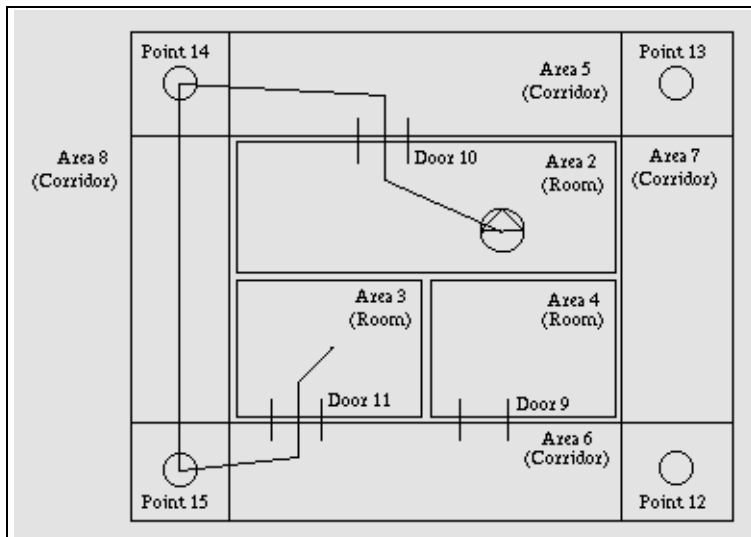 Point 14
Point 13
Area 5
(Corridor)
Area 8
(Corridor)
Door 10
Area 2
(Room)
Area 7
(Corridor)
Area 3
(Room)
Area 4
(Room)
Door 11
Door 9
Area 6
(Corridor)
Point 15
Point 12